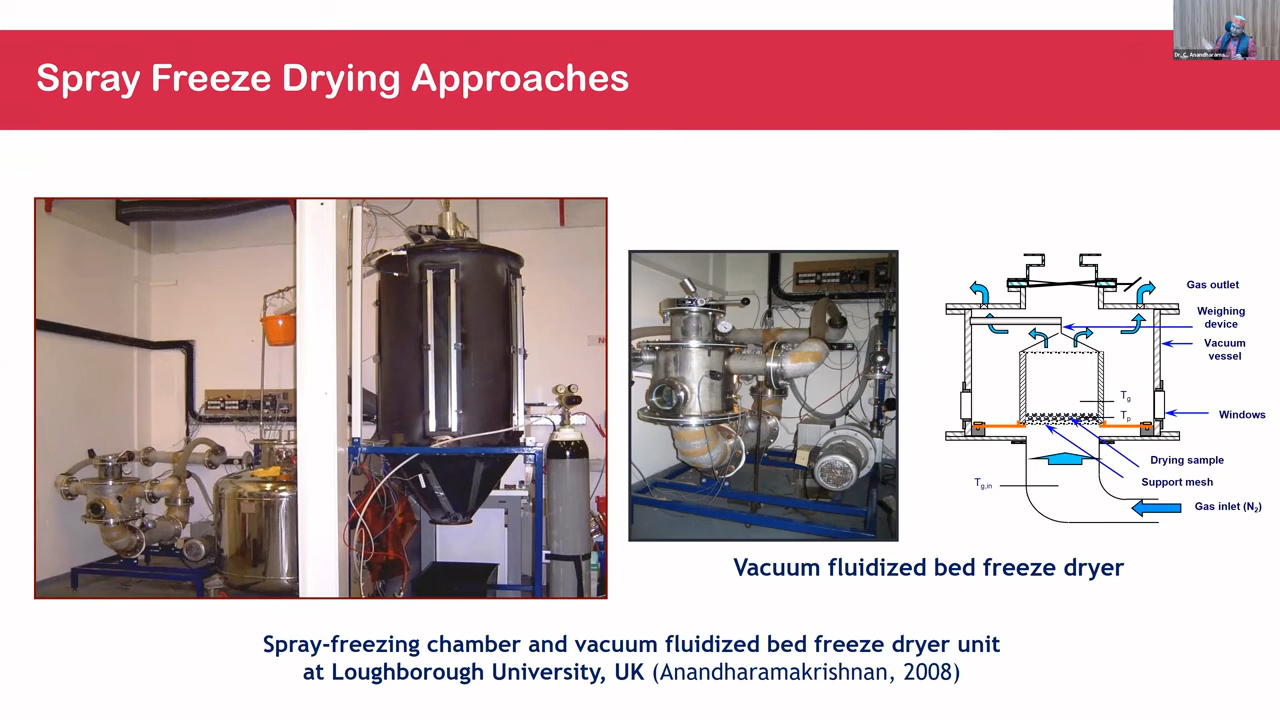 Spray Freeze Drying Approaches
Dr. C. Anandharama...
Gas outlet
Weighing
device
Vacuum
vessel
Tg
Tp
Windows
Drying sample
Support mesh
Tg,in
Gas inlet (N2)
Vacuum fluidized bed freeze dryer
Spray-freezing chamber and vacuum fluidized bed freeze dryer unit
at Loughborough University, UK (Anandharamakrishnan, 2008)